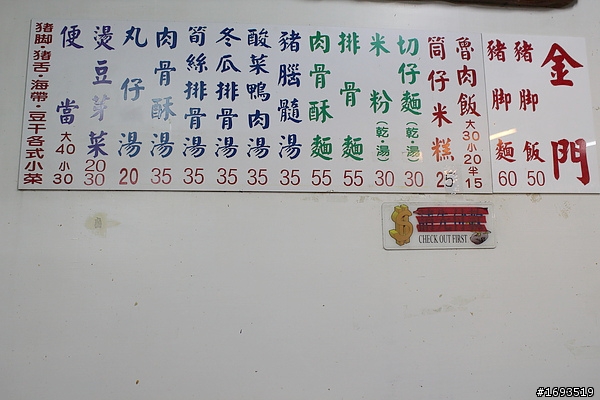 金門
豬脚飯 50
豬脚麵 60
魯肉飯 大30 小20 半15
筒仔米糕 25
切仔麵(乾·湯) 30
米粉(乾·湯) 30
排骨麵 55
肉骨酥麵 55
豬腦髓湯 35
酸菜鴨肉湯 35
冬瓜排骨湯 35
筍絲排骨湯 35
肉骨酥湯 35
丸仔湯 20
燙豆芽菜 20 30
便當 大40 小30
豬脚·豬舌·海帶·豆干各式小菜
$
CHECK OUT FIRST
#1693519